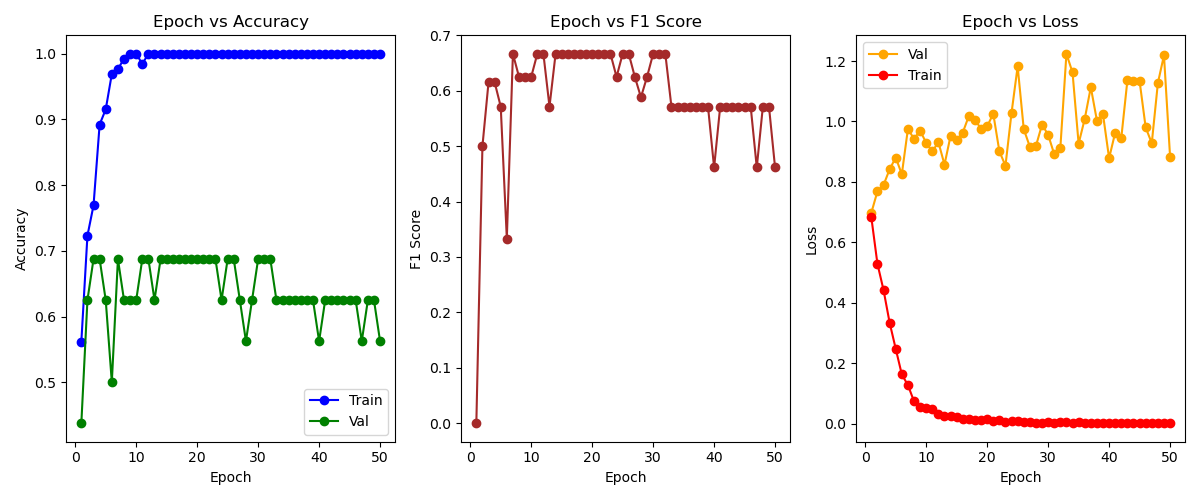 Epoch vs Accuracy
Accuracy
1.0
0.9
0.8
0.7
0.6
0.5
0 10 20 30 40 50
Epoch
Train
Val
Epoch vs F1 Score
F1 Score
0.7
0.6
0.5
0.4
0.3
0.2
0.1
0.0
0 10 20 30 40 50
Epoch
Epoch vs Loss
Loss
1.2
1.0
0.8
0.6
0.4
0.2
0.0
0 10 20 30 40 50
Epoch
Val
Train